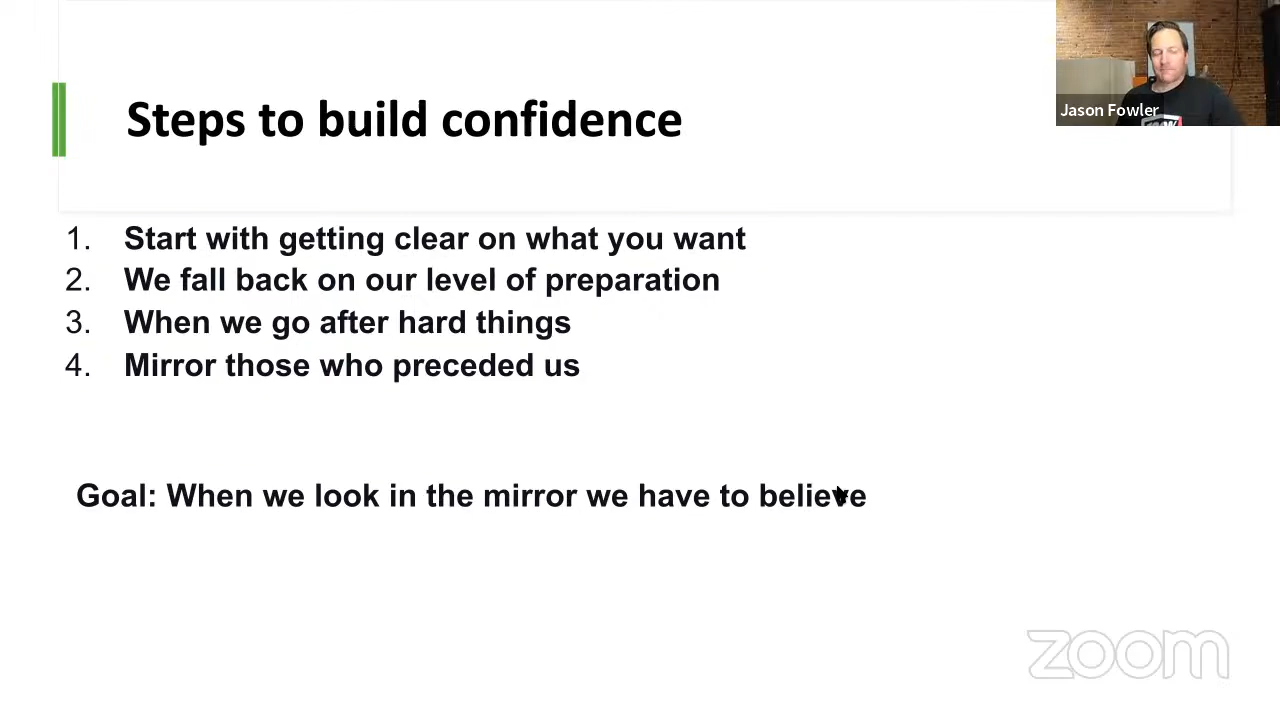 Steps to build confidence
Jason Fowler
1. Start with getting clear on what you want
2. We fall back on our level of preparation
3. When we go after hard things
4. Mirror those who preceded us
Goal: When we look in the mirror we have to believe
zoom